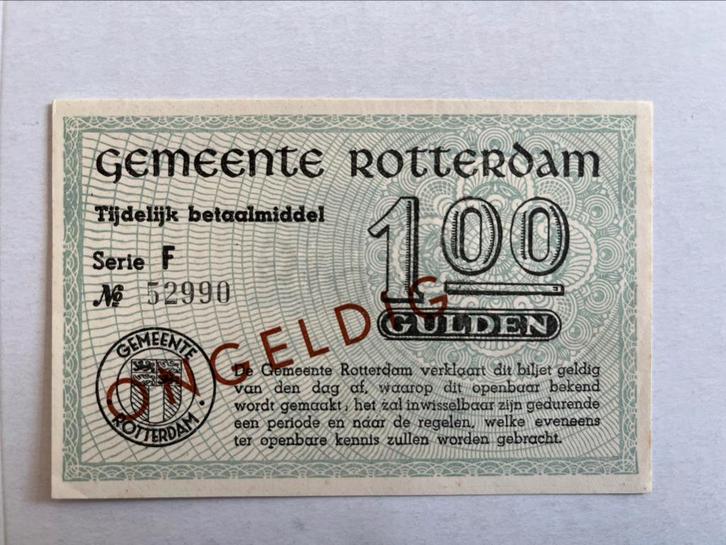 GEMEENTE ROTTERDAM
Tijdelijk betaalmiddel
1.00
GULDEN
Serie F
№ 52990
ONGELDIG
GEMEENTE
ROTTERDAM.
De Gemeente Rotterdam verklaart dit biljet geldig
van den dag af, waarop dit openbaar bekend
wordt gemaakt; het zal inwisselbaar zijn gedurende
een periode en naar de regelen, welke eveneens
ter openbare kennis zullen worden gebracht.